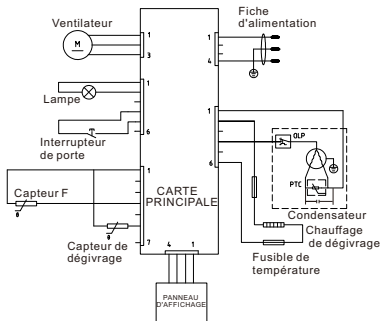 Ventilateur
M
1
3
Fiche
d'alimentation
1
4
1
Lampe
6
Interrupteur
de porte
1
6
OLP
PTC
Condensateur
1
Capteur F
θ
CARTE
PRINCIPALE
Capteur de
dégivrage
θ
7
4 1
Chauffage
de dégivrage
Fusible de
température
PANNEAU
D'AFFICHAGE